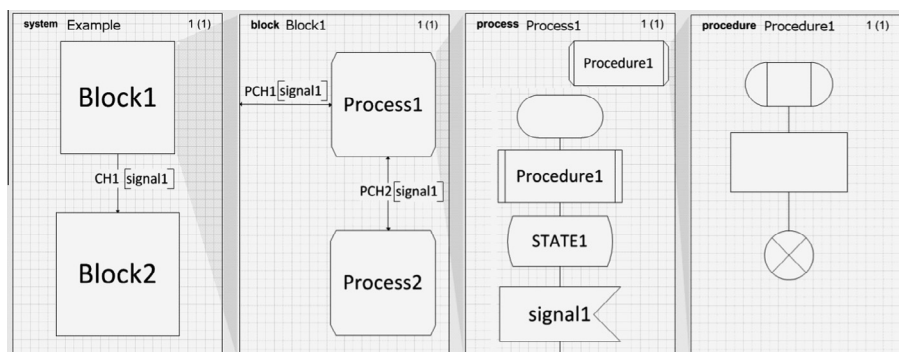 system Example 1 (1)
Block1
CH1 [signal1]
Block2
block Block1 1 (1)
PCH1 [signal1]
Process1
PCH2 [signal1]
Process2
process Process1 1 (1)
Procedure1
Procedure1
STATE1
signal1
procedure Procedure1 1 (1)